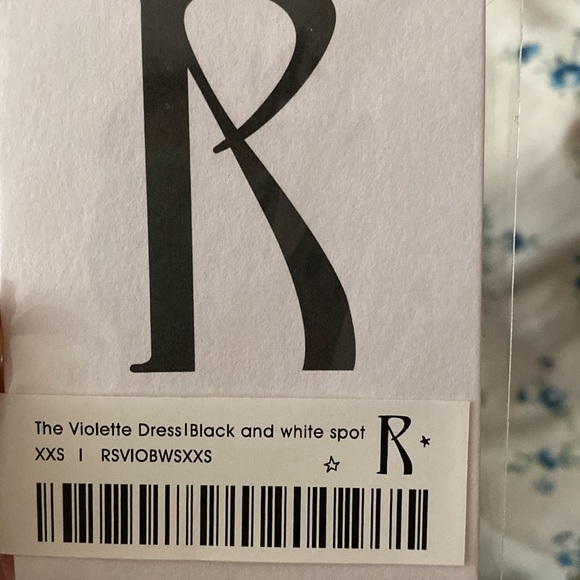 R
The Violette Dress|Black and white spot
R
XXS | RSVIOBWSXXS